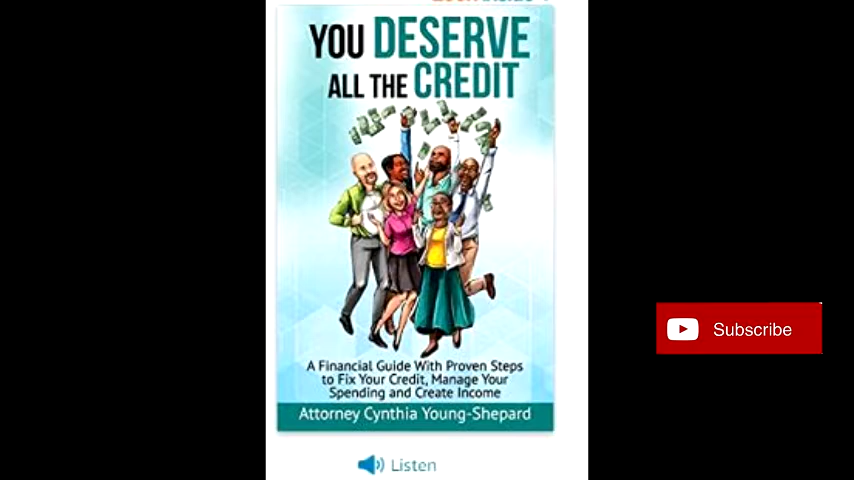 YOU DESERVE
ALL THE CREDIT
A Financial Guide With Proven Steps
to Fix Your Credit, Manage Your
Spending and Create Income
Attorney Cynthia Young-Shepard
Listen
Subscribe